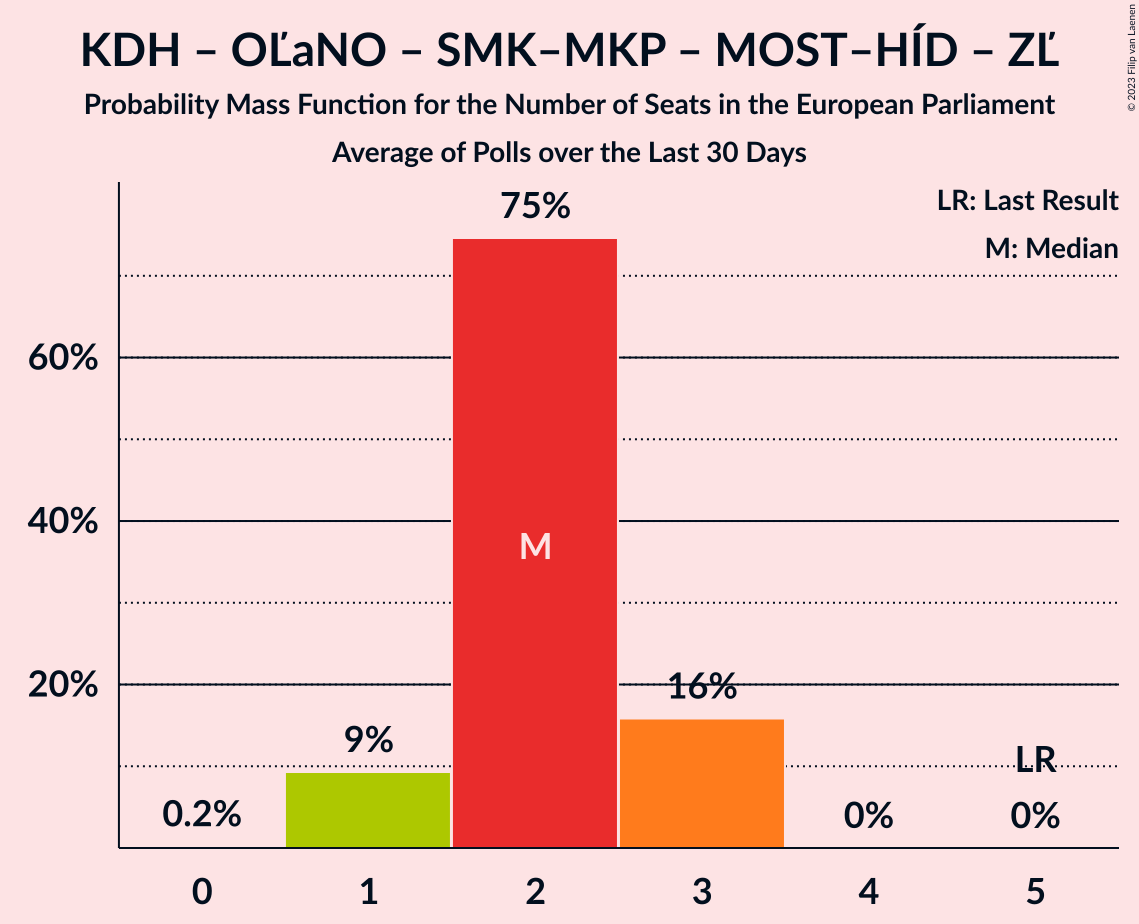 KDH – OĽaNO – SMK–MKP – MOST–HÍD – ZĽ
Probability Mass Function for the Number of Seats in the European Parliament
Average of Polls over the Last 30 Days
© 2023 Filip van Laenen
LR: Last Result
M: Median
75%
60%
40%
M
20%
16%
9%
LR
0.2%
0%
0%
0
1
2
3
4
5